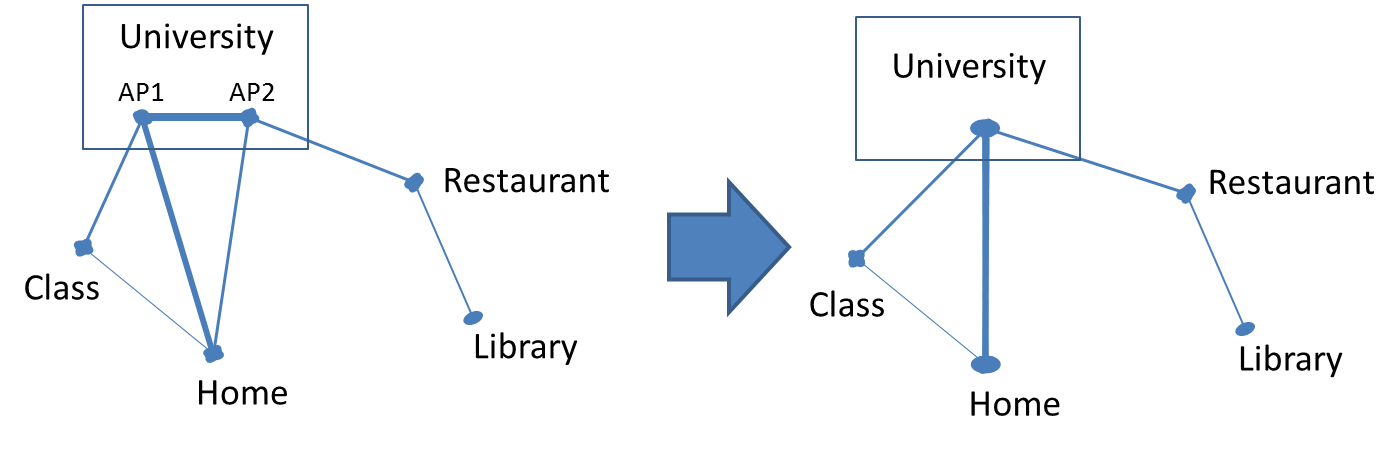 University
AP1 AP2
Restaurant
Class
Library
Home
University
Restaurant
Class
Library
Home